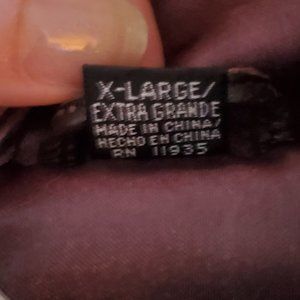 X-LARGE/
EXTRA GRANDE
MADE IN CHINA/
HECHO EN CHINA
RN 11935